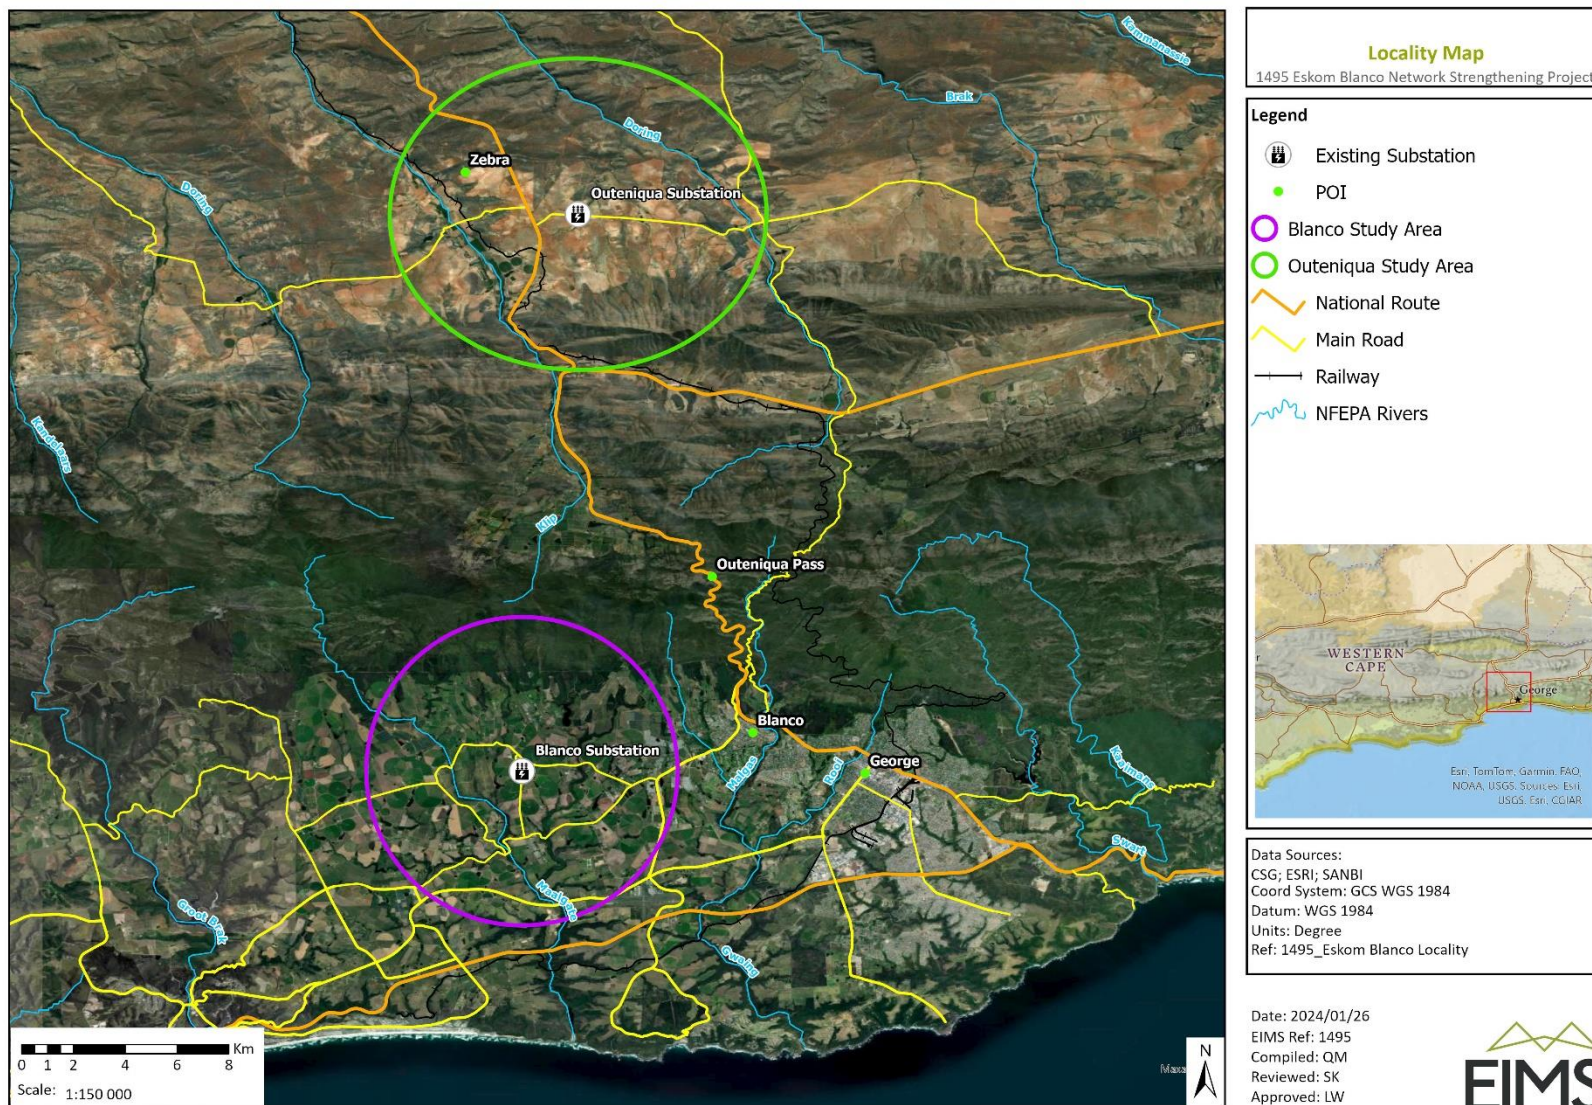 Locality Map
1495 Eskom Blanco Network Strengthening Project
Legend
Existing Substation
POI
Blanco Study Area
Outeniqua Study Area
National Route
Main Road
Railway
NFEPA Rivers
Kammanassie
Brak
Doring
Zebra
Outeniqua Substation
Doring
Kandelaars
Klip
Outeniqua Pass
Blanco
Blanco Substation
George
Malgas
Rooi
Kaaimans
Swart
Maalgate
Groot Brak
Gwaing
0 1 2 4 6 8 Km
Scale: 1:150 000
N
WESTERN
CAPE
George
Esri, TomTom, Garmin, FAO,
NOAA, USGS, Sources: Esri,
USGS, Esri, CGIAR
Data Sources:
CSG; ESRI; SANBI
Coord System: GCS WGS 1984
Datum: WGS 1984
Units: Degree
Ref: 1495_Eskom Blanco Locality
Date: 2024/01/26
EIMS Ref: 1495
Compiled: QM
Reviewed: SK
Approved: LW
EIMS